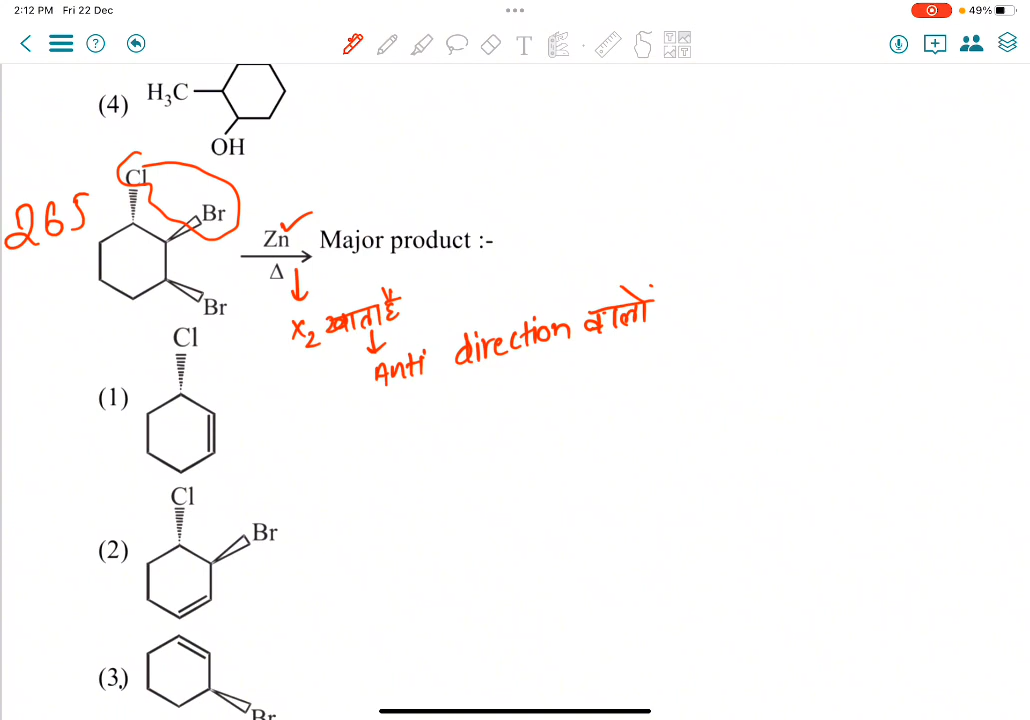 2:12 PM Fri 22 Dec
49%
(4) H₃C
OH
265
Cl
Br
Br
Zn
Δ
Major product :-
X₂ खाता है
Anti direction वालो
(1) Cl
(2) Cl
Br
(3)
Br